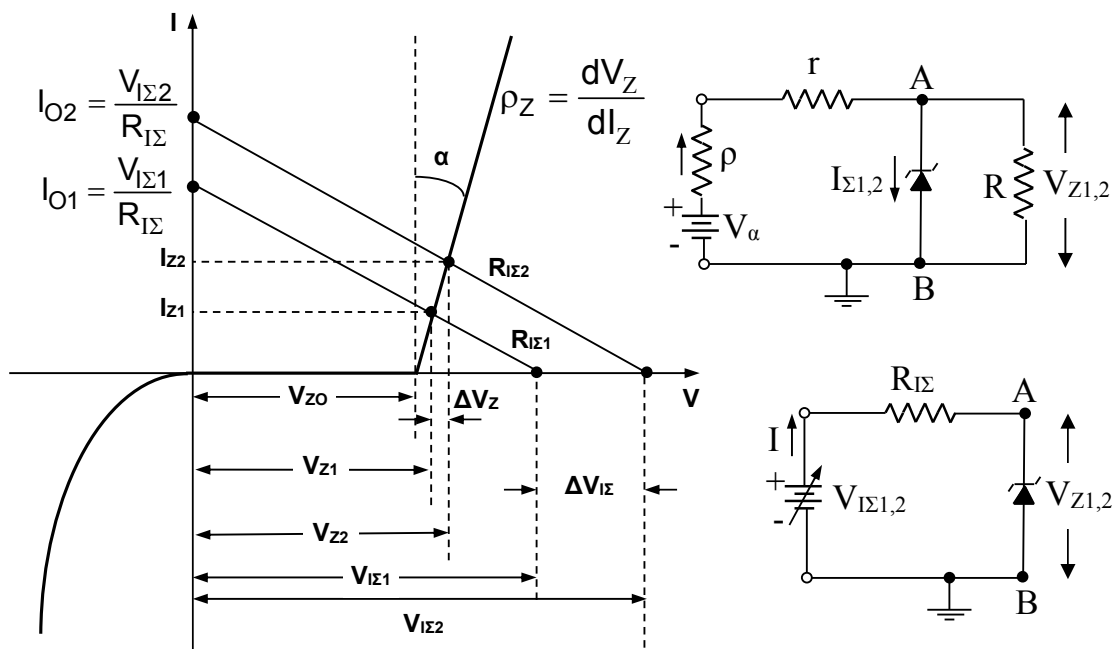 I
I_O2 = V_IΣ2 / R_IΣ
I_O1 = V_IΣ1 / R_IΣ
α
ρ_Z = dV_Z / dI_Z
I_Z2
I_Z1
R_IΣ2
R_IΣ1
V_ZO
ΔV_Z
V
V_Z1
ΔV_IΣ
V_Z2
V_IΣ1
V_IΣ2
r
A
ρ
I_Σ1,2
R
V_Z1,2
+
V_α
-
B
R_IΣ
A
I
+
V_IΣ1,2
V_Z1,2
-
B